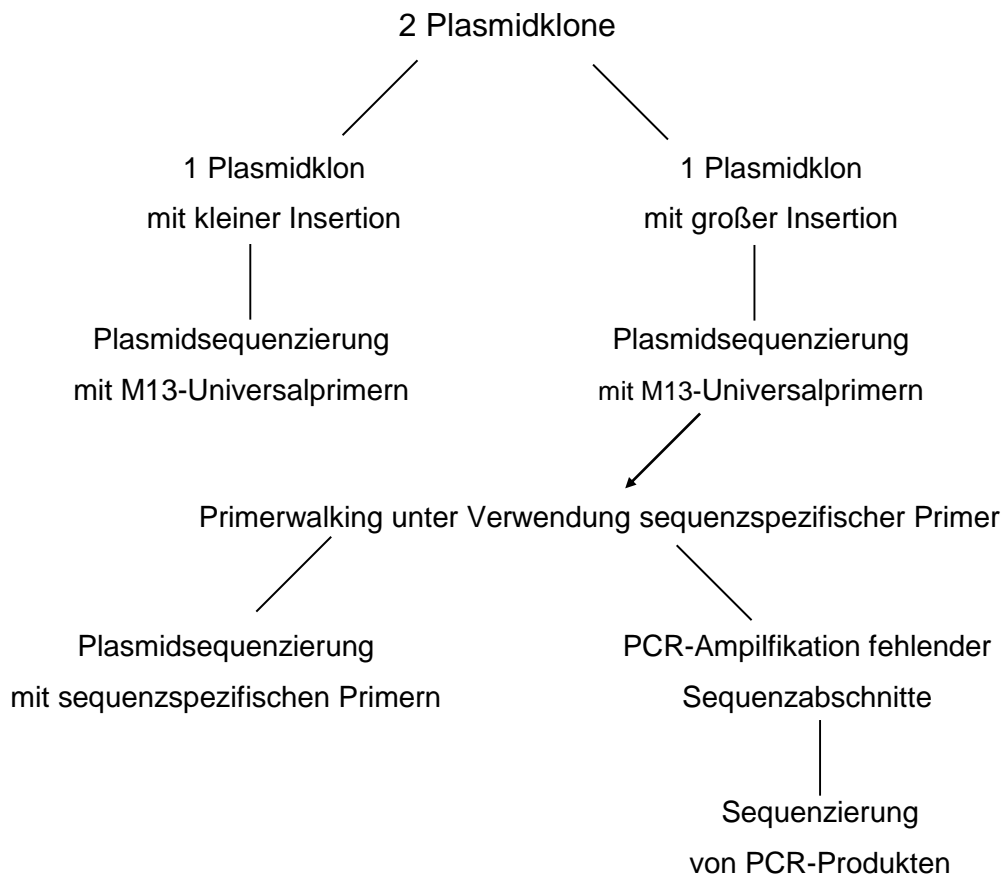 2 Plasmidklone
1 Plasmidklon
mit kleiner Insertion
1 Plasmidklon
mit großer Insertion
Plasmidsequenzierung
mit M13-Universalprimern
Plasmidsequenzierung
mit M13-Universalprimern
Primerwalking unter Verwendung sequenzspezifischer Primer
Plasmidsequenzierung
mit sequenzspezifischen Primern
PCR-Ampilfikation fehlender
Sequenzabschnitte
Sequenzierung
von PCR-Produkten